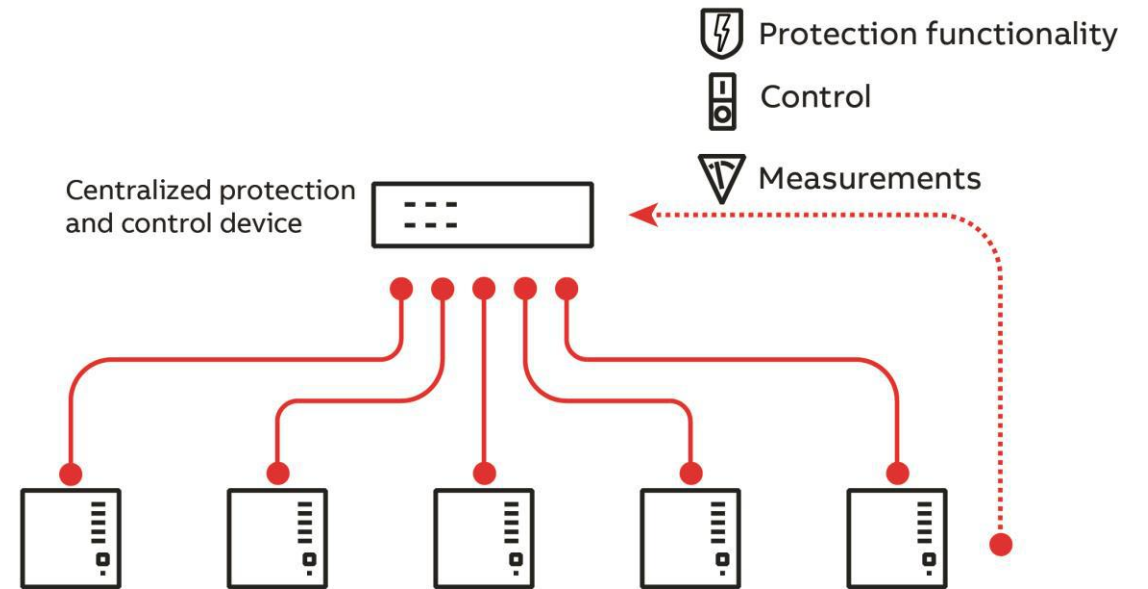 Protection functionality
Control
Measurements
Centralized protection
and control device